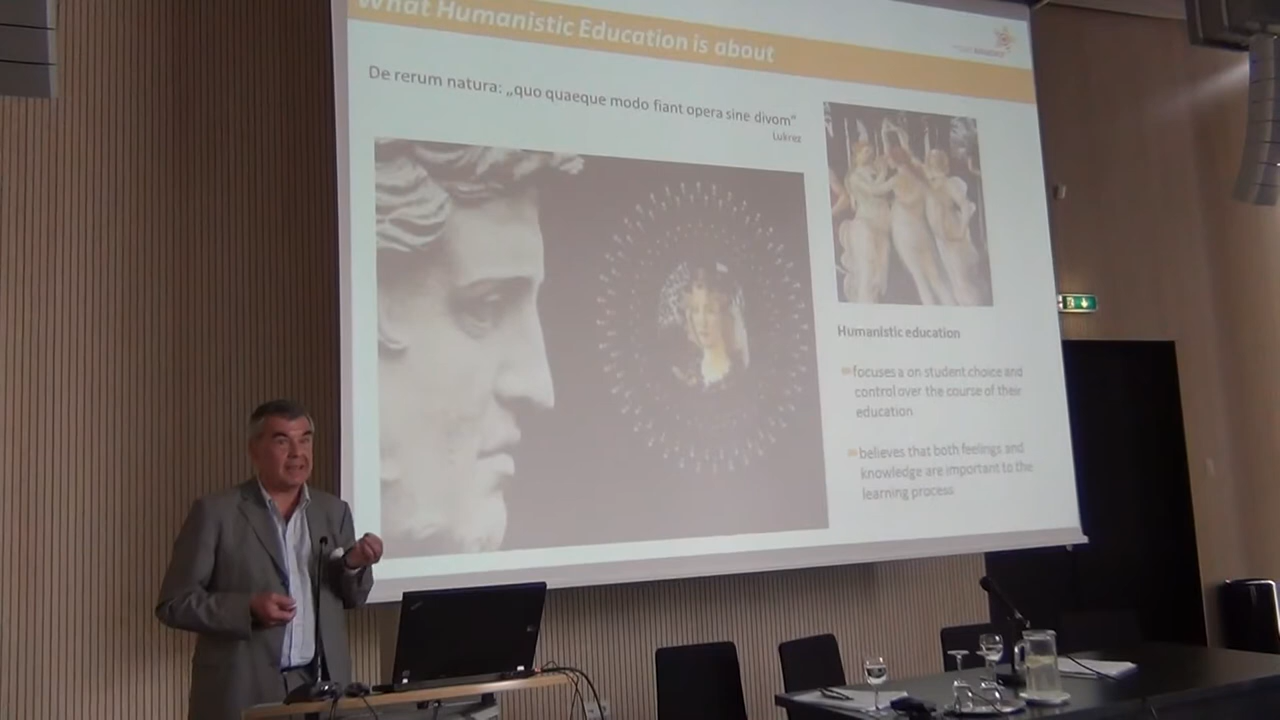 What Humanistic Education is about
De rerum natura: „quo quaeque modo fiant opera sine divom“
Lukrez
Humanistic education
focuses a on student choice and
control over the course of their
education
believes that both feelings and
knowledge are important to the
learning process